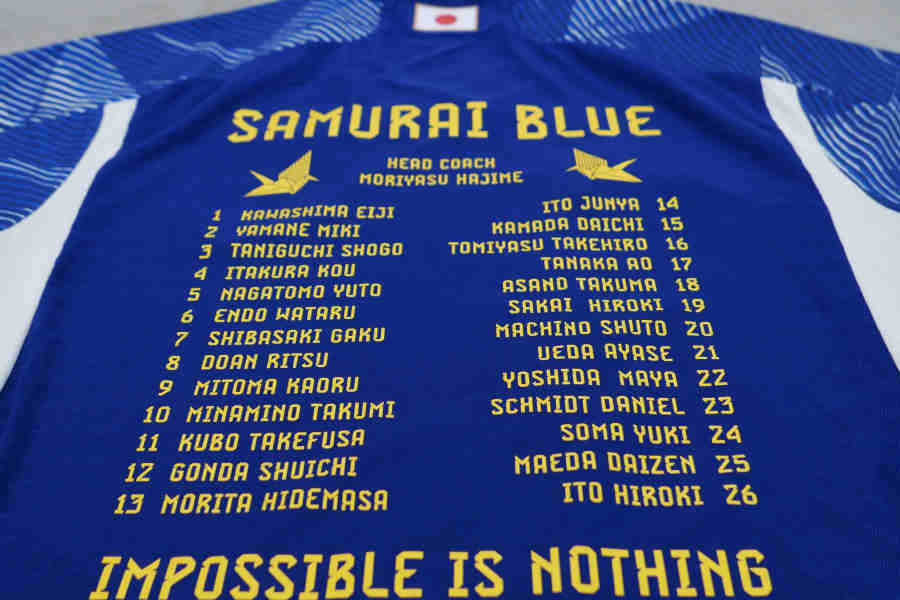 SAMURAI BLUE
HEAD COACH
MORIYASU HAJIME
1 KAWASHIMA EIJI
2 YAMANE MIKI
3 TANIGUCHI SHOGO
4 ITAKURA KOU
5 NAGATOMO YUTO
6 ENDO WATARU
7 SHIBASAKI GAKU
8 DOAN RITSU
9 MITOMA KAORU
10 MINAMINO TAKUMI
11 KUBO TAKEFUSA
12 GONDA SHUICHI
13 MORITA HIDEMASA
ITO JUNYA 14
KAMADA DAICHI 15
TOMIYASU TAKEHIRO 16
TANAKA AO 17
ASANO TAKUMA 18
SAKAI HIROKI 19
MACHINO SHUTO 20
UEDA AYASE 21
YOSHIDA MAYA 22
SCHMIDT DANIEL 23
SOMA YUKI 24
MAEDA DAIZEN 25
ITO HIROKI 26
IMPOSSIBLE IS NOTHING